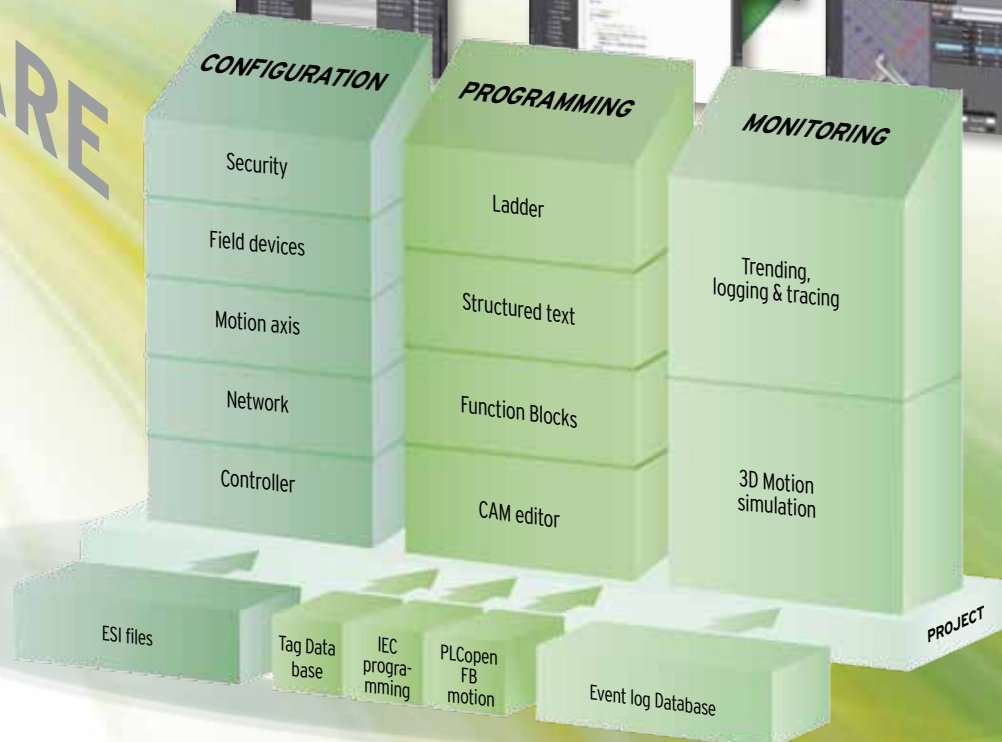 ARE
CONFIGURATION
Security
Field devices
Motion axis
Network
Controller
PROGRAMMING
Ladder
Structured text
Function Blocks
CAM editor
MONITORING
Trending,
logging & tracing
3D Motion
simulation
ESI files
Tag Data
base
IEC
progra-
mming
PLCopen
FB
motion
Event log Database
PROJECT